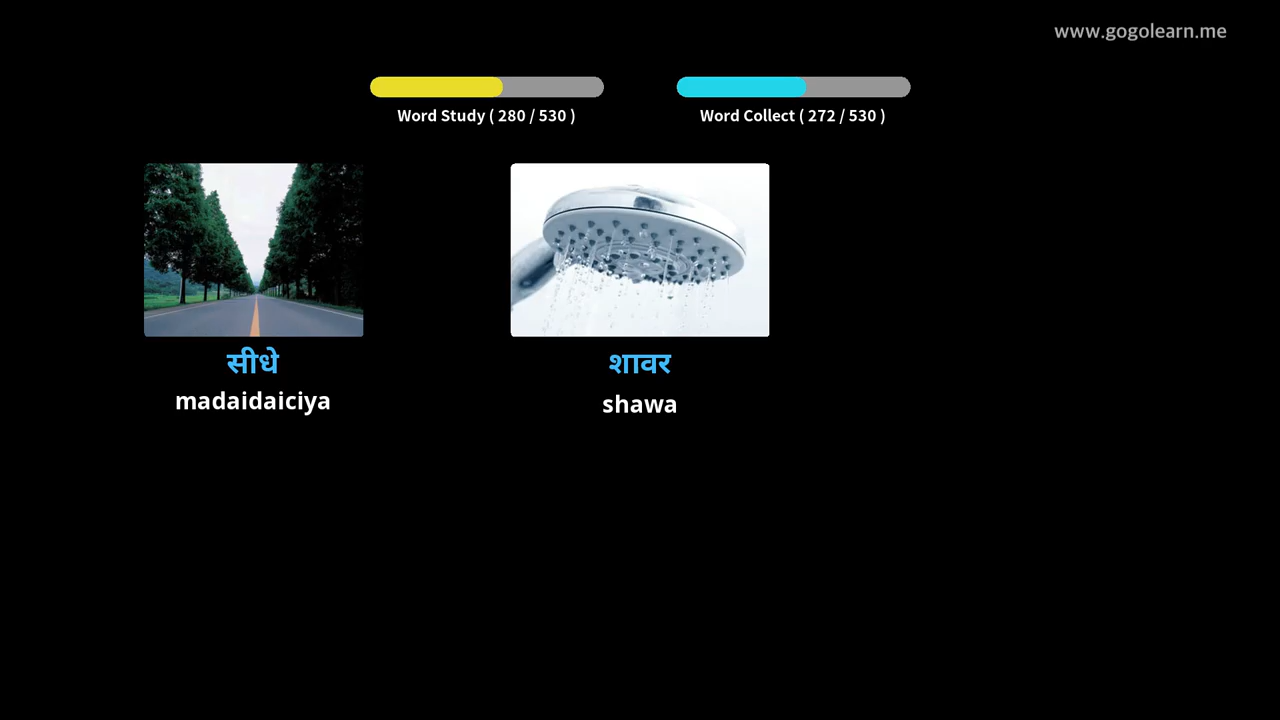 www.gogolearn.me
Word Study ( 280 / 530 )
Word Collect ( 272 / 530 )
सीधे
madaidaiciya
शावर
shawa